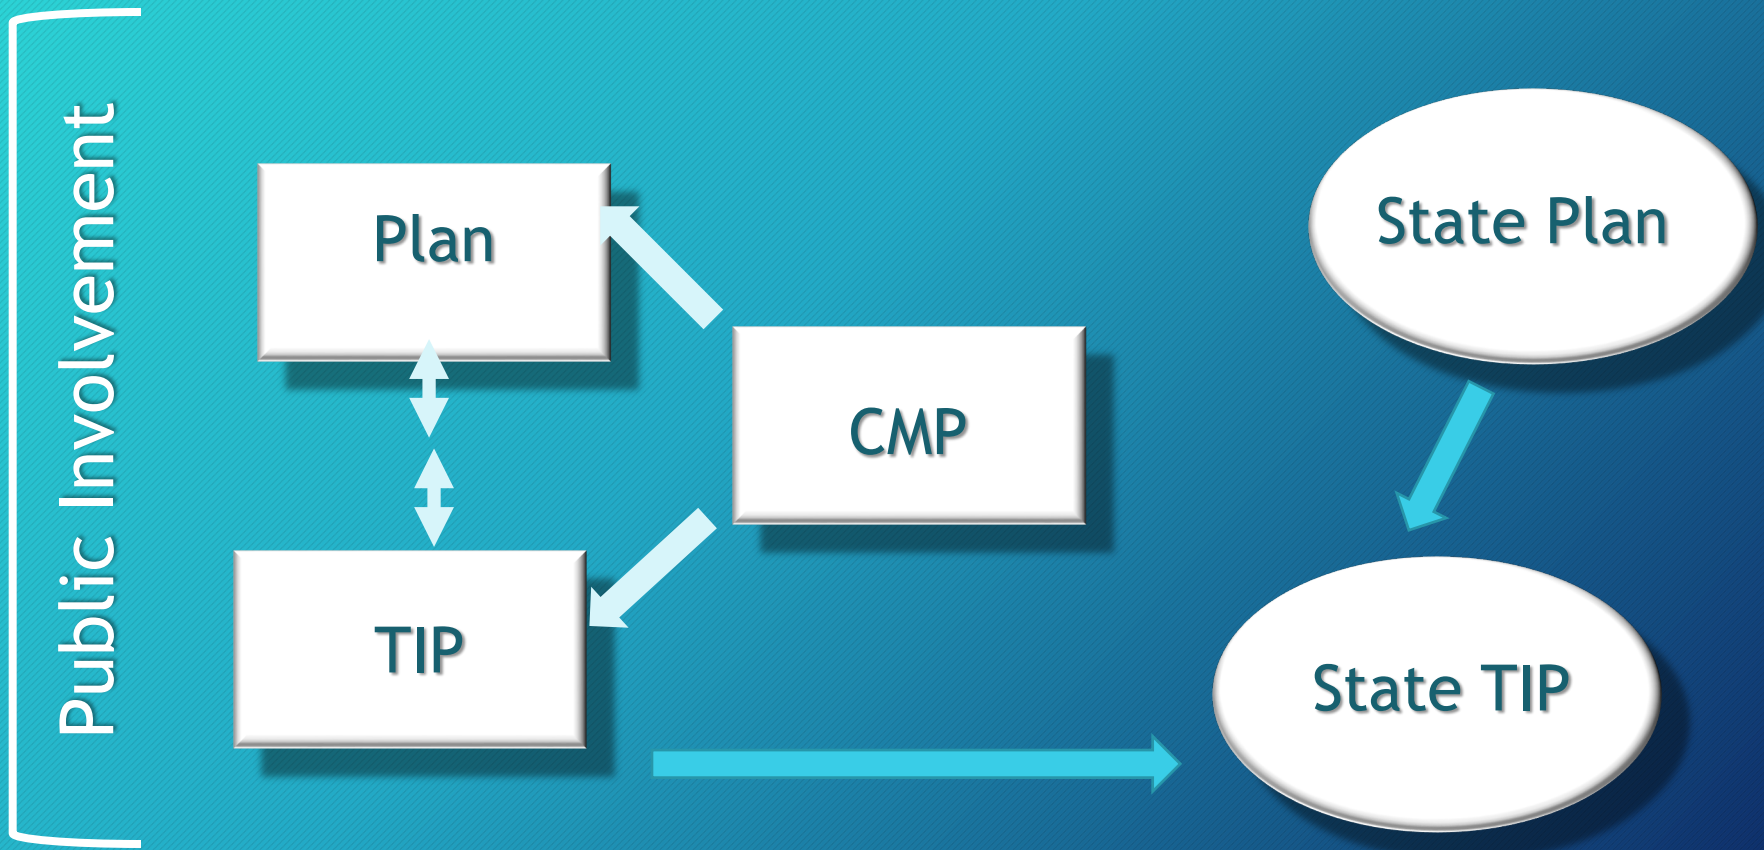 Public Involvement
Plan
State Plan
CMP
TIP
State TIP